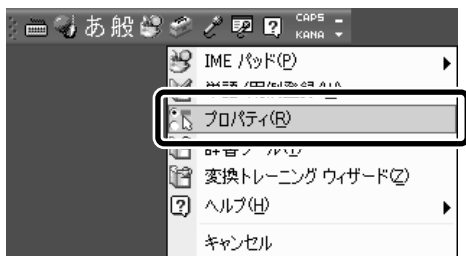 あ 般 CAPS
KANA
IME パッド(P)
プロパティ(R)
変換トレーニング ウィザード(Z)
ヘルプ(H)
キャンセル